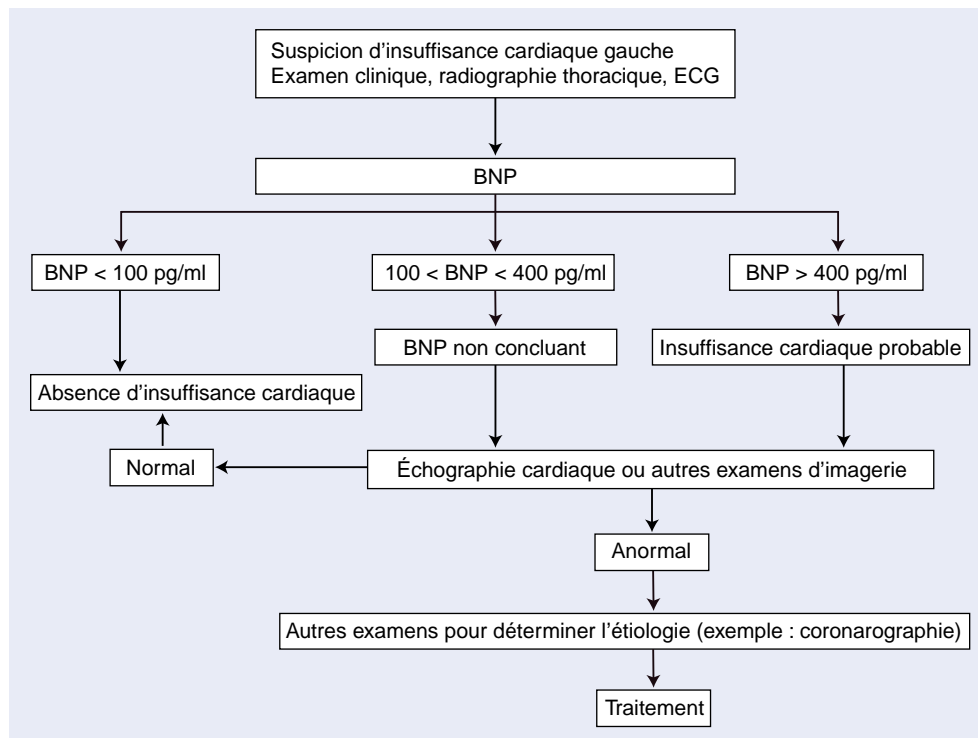 Suspicion d’insuffisance cardiaque gauche
Examen clinique, radiographie thoracique, ECG
BNP
BNP < 100 pg/ml
100 < BNP < 400 pg/ml
BNP > 400 pg/ml
BNP non concluant
Insuffisance cardiaque probable
Absence d’insuffisance cardiaque
Normal
Échographie cardiaque ou autres examens d’imagerie
Anormal
Autres examens pour déterminer l’étiologie (exemple : coronarographie)
Traitement